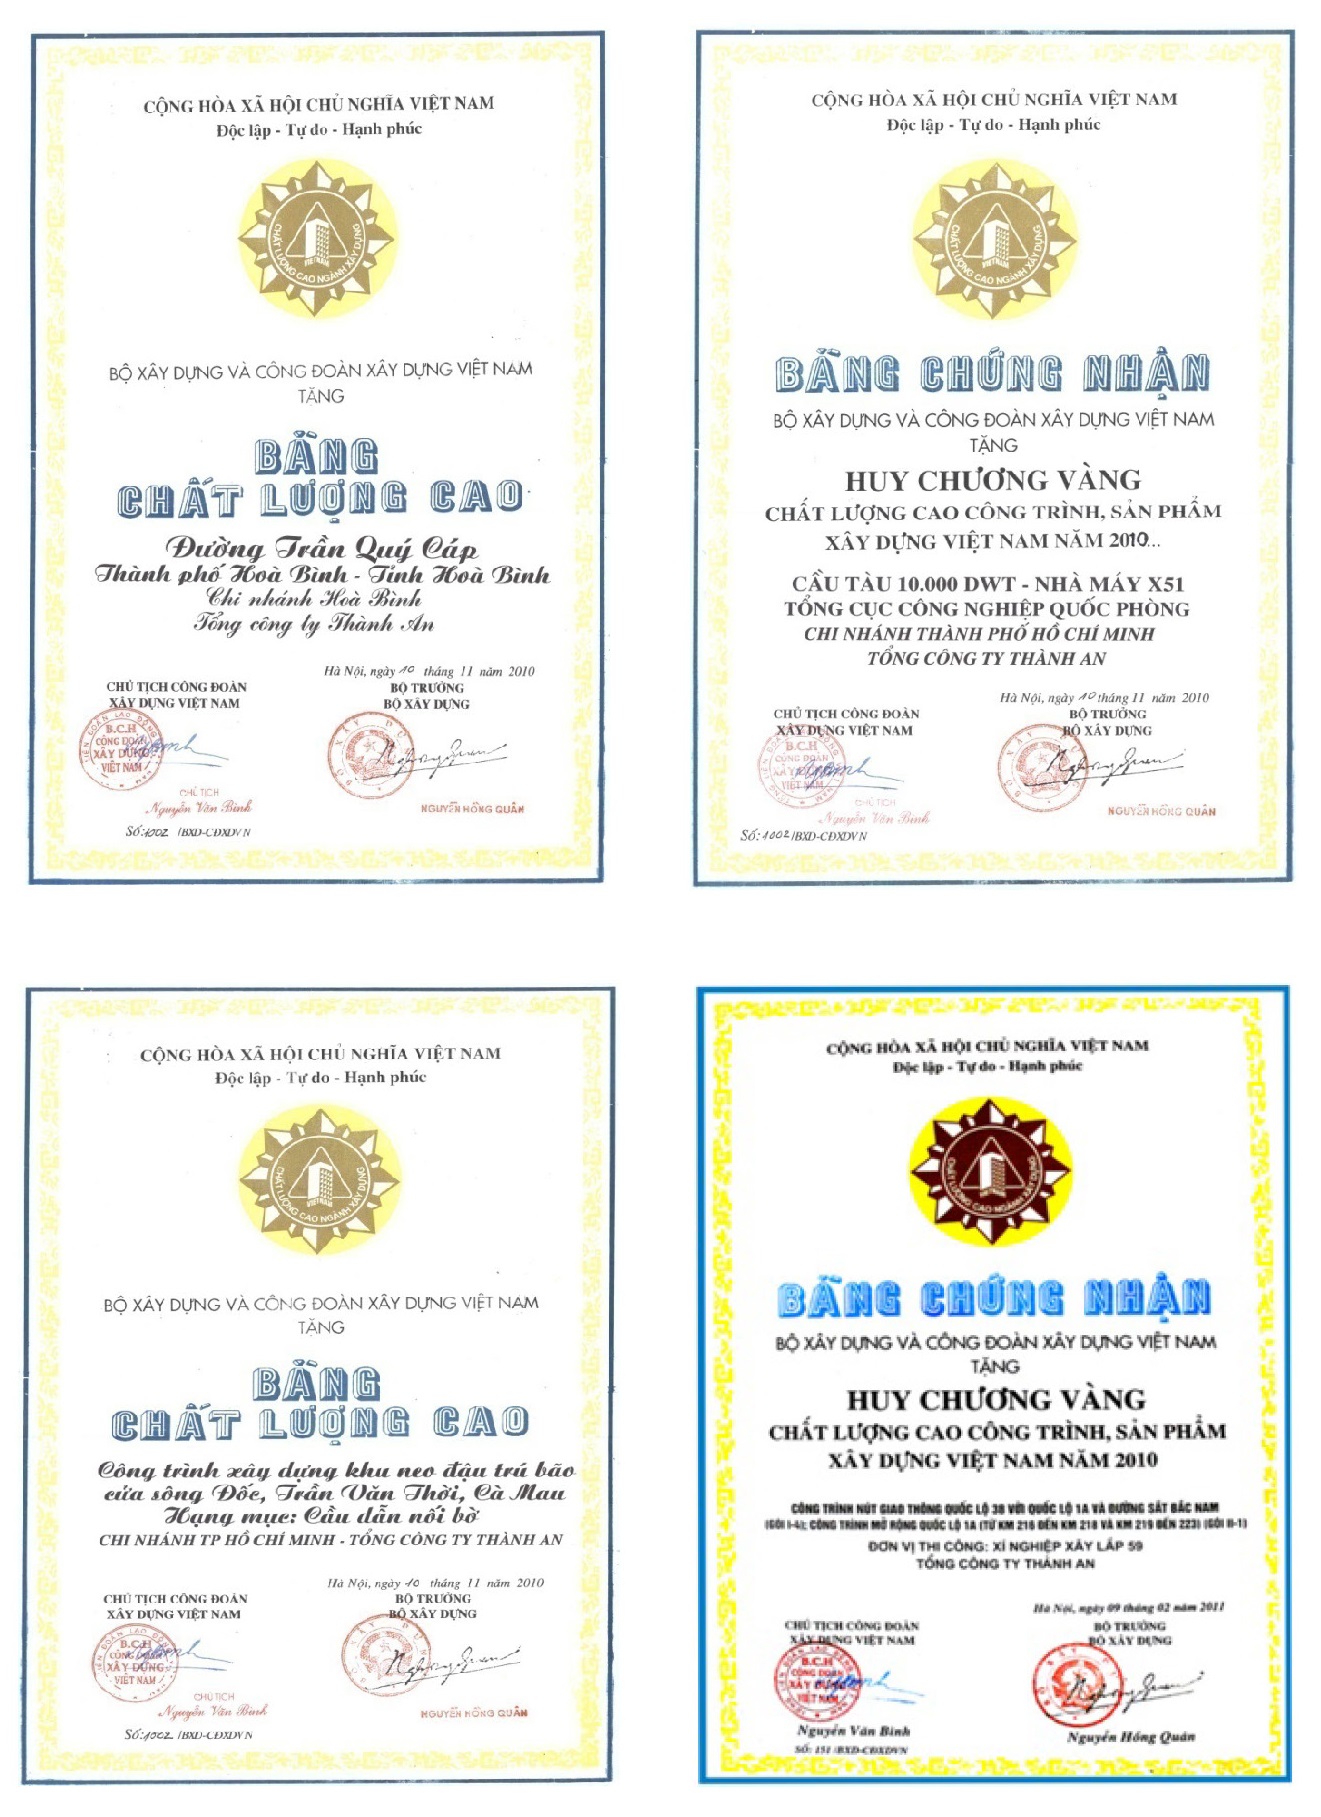 CỘNG HÒA XÃ HỘI CHỦ NGHĨA VIỆT NAM
Độc lập - Tự do - Hạnh phúc
CHẤT LƯỢNG CAO NGÀNH XÂY DỰNG
VIỆT NAM
BỘ XÂY DỰNG VÀ CÔNG ĐOÀN XÂY DỰNG VIỆT NAM
TẶNG
BẰNG
CHẤT LƯỢNG CAO
Đường Trần Quý Cáp
Thành phố Hoà Bình - Tỉnh Hoà Bình
Chi nhánh Hoà Bình
Tổng công ty Thành An
Hà Nội, ngày 10 tháng 11 năm 2010
CHỦ TỊCH CÔNG ĐOÀN
XÂY DỰNG VIỆT NAM
BỘ TRƯỞNG
BỘ XÂY DỰNG
B.C.H
CÔNG ĐOÀN
XÂY DỰNG
VIỆT NAM
CHỦ TỊCH
Nguyễn Văn Bình
NGUYỄN HỒNG QUÂN
Số: 1002 /BXD-CĐXDVN
CỘNG HÒA XÃ HỘI CHỦ NGHĨA VIỆT NAM
Độc lập - Tự do - Hạnh phúc
CHẤT LƯỢNG CAO NGÀNH XÂY DỰNG
VIỆT NAM
BẰNG CHỨNG NHẬN
BỘ XÂY DỰNG VÀ CÔNG ĐOÀN XÂY DỰNG VIỆT NAM
TẶNG
HUY CHƯƠNG VÀNG
CHẤT LƯỢNG CAO CÔNG TRÌNH, SẢN PHẨM
XÂY DỰNG VIỆT NAM NĂM 2010...
CẦU TÀU 10.000 DWT - NHÀ MÁY X51
TỔNG CỤC CÔNG NGHIỆP QUỐC PHÒNG
CHI NHÁNH THÀNH PHỐ HỒ CHÍ MINH
TỔNG CÔNG TY THÀNH AN
Hà Nội, ngày 10 tháng 11 năm 2010
CHỦ TỊCH CÔNG ĐOÀN
XÂY DỰNG VIỆT NAM
BỘ TRƯỞNG
BỘ XÂY DỰNG
B.C.H
CÔNG ĐOÀN
XÂY DỰNG
VIỆT NAM
CHỦ TỊCH
Nguyễn Văn Bình
NGUYỄN HỒNG QUÂN
Số: 1002 /BXD-CĐXDVN
CỘNG HÒA XÃ HỘI CHỦ NGHĨA VIỆT NAM
Độc lập - Tự do - Hạnh phúc
CHẤT LƯỢNG CAO NGÀNH XÂY DỰNG
VIỆT NAM
BỘ XÂY DỰNG VÀ CÔNG ĐOÀN XÂY DỰNG VIỆT NAM
TẶNG
BẰNG
CHẤT LƯỢNG CAO
Công trình xây dựng khu neo đậu trú bão
cửa sông Đốc, Trần Văn Thời, Cà Mau
Hạng mục: Cầu dẫn nối bờ
CHI NHÁNH TP HỒ CHÍ MINH - TỔNG CÔNG TY THÀNH AN
Hà Nội, ngày 10 tháng 11 năm 2010
CHỦ TỊCH CÔNG ĐOÀN
XÂY DỰNG VIỆT NAM
BỘ TRƯỞNG
BỘ XÂY DỰNG
B.C.H
CÔNG ĐOÀN
XÂY DỰNG
VIỆT NAM
CHỦ TỊCH
Nguyễn Văn Bình
NGUYỄN HỒNG QUÂN
Số: 1002 /BXD-CĐXDVN
CỘNG HÒA XÃ HỘI CHỦ NGHĨA VIỆT NAM
Độc lập - Tự do - Hạnh phúc
CHẤT LƯỢNG CAO NGÀNH XÂY DỰNG
VIỆT NAM
BẰNG CHỨNG NHẬN
BỘ XÂY DỰNG VÀ CÔNG ĐOÀN XÂY DỰNG VIỆT NAM
TẶNG
HUY CHƯƠNG VÀNG
CHẤT LƯỢNG CAO CÔNG TRÌNH, SẢN PHẨM
XÂY DỰNG VIỆT NAM NĂM 2010
CÔNG TRÌNH NÚT GIAO THÔNG QUỐC LỘ 38 VỚI QUỐC LỘ 1A VÀ ĐƯỜNG SẮT BẮC NAM
(GÓI II-4); CÔNG TRÌNH MỞ RỘNG QUỐC LỘ 1A (TỪ KM 216 ĐẾN KM 218 VÀ KM 219 ĐẾN 223) (GÓI II-1)
ĐƠN VỊ THI CÔNG: XÍ NGHIỆP XÂY LẮP 59
TỔNG CÔNG TY THÀNH AN
Hà Nội, ngày 09 tháng 02 năm 2011
CHỦ TỊCH CÔNG ĐOÀN
XÂY DỰNG VIỆT NAM
BỘ TRƯỞNG
BỘ XÂY DỰNG
B.C.H
CÔNG ĐOÀN
XÂY DỰNG
VIỆT NAM
Nguyễn Văn Bình
Nguyễn Hồng Quân
SỐ: 151 /BXD-CĐXDVN